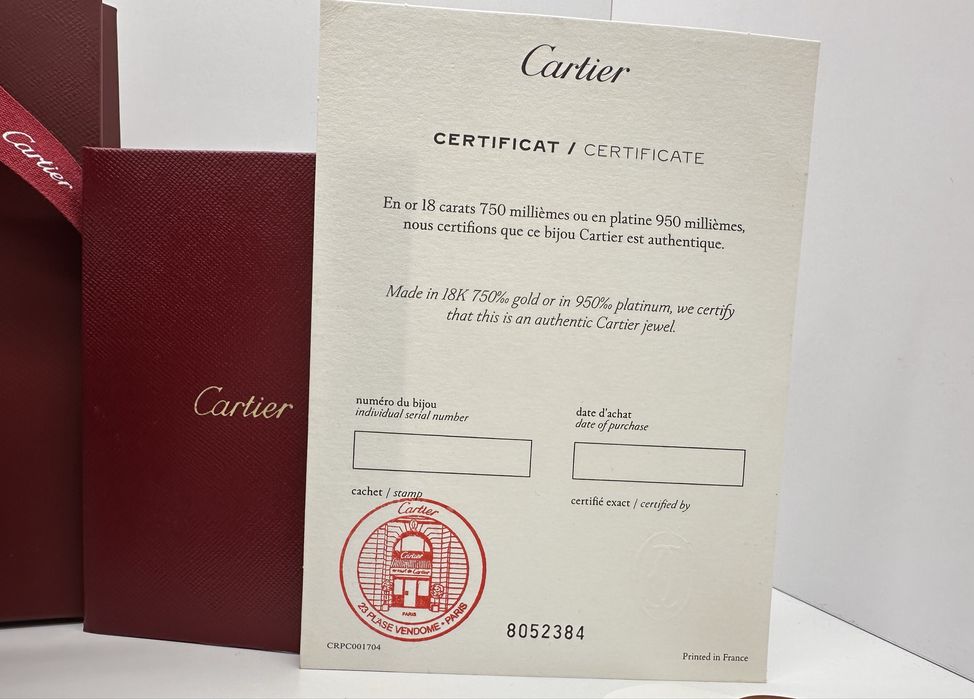 Cartier
Cartier
Cartier
CERTIFICAT / CERTIFICATE
En or 18 carats 750 millièmes ou en platine 950 millièmes,
nous certifions que ce bijou Cartier est authentique.
Made in 18K 750‰ gold or in 950‰ platinum, we certify
that this is an authentic Cartier jewel.
numéro du bijou
individual serial number
date d'achat
date of purchase
cachet / stamp
certifié exact / certified by
Cartier
Cartier
PARIS
23 PLASE VENDOME • PARIS
8052384
CRPC001704
Printed in France